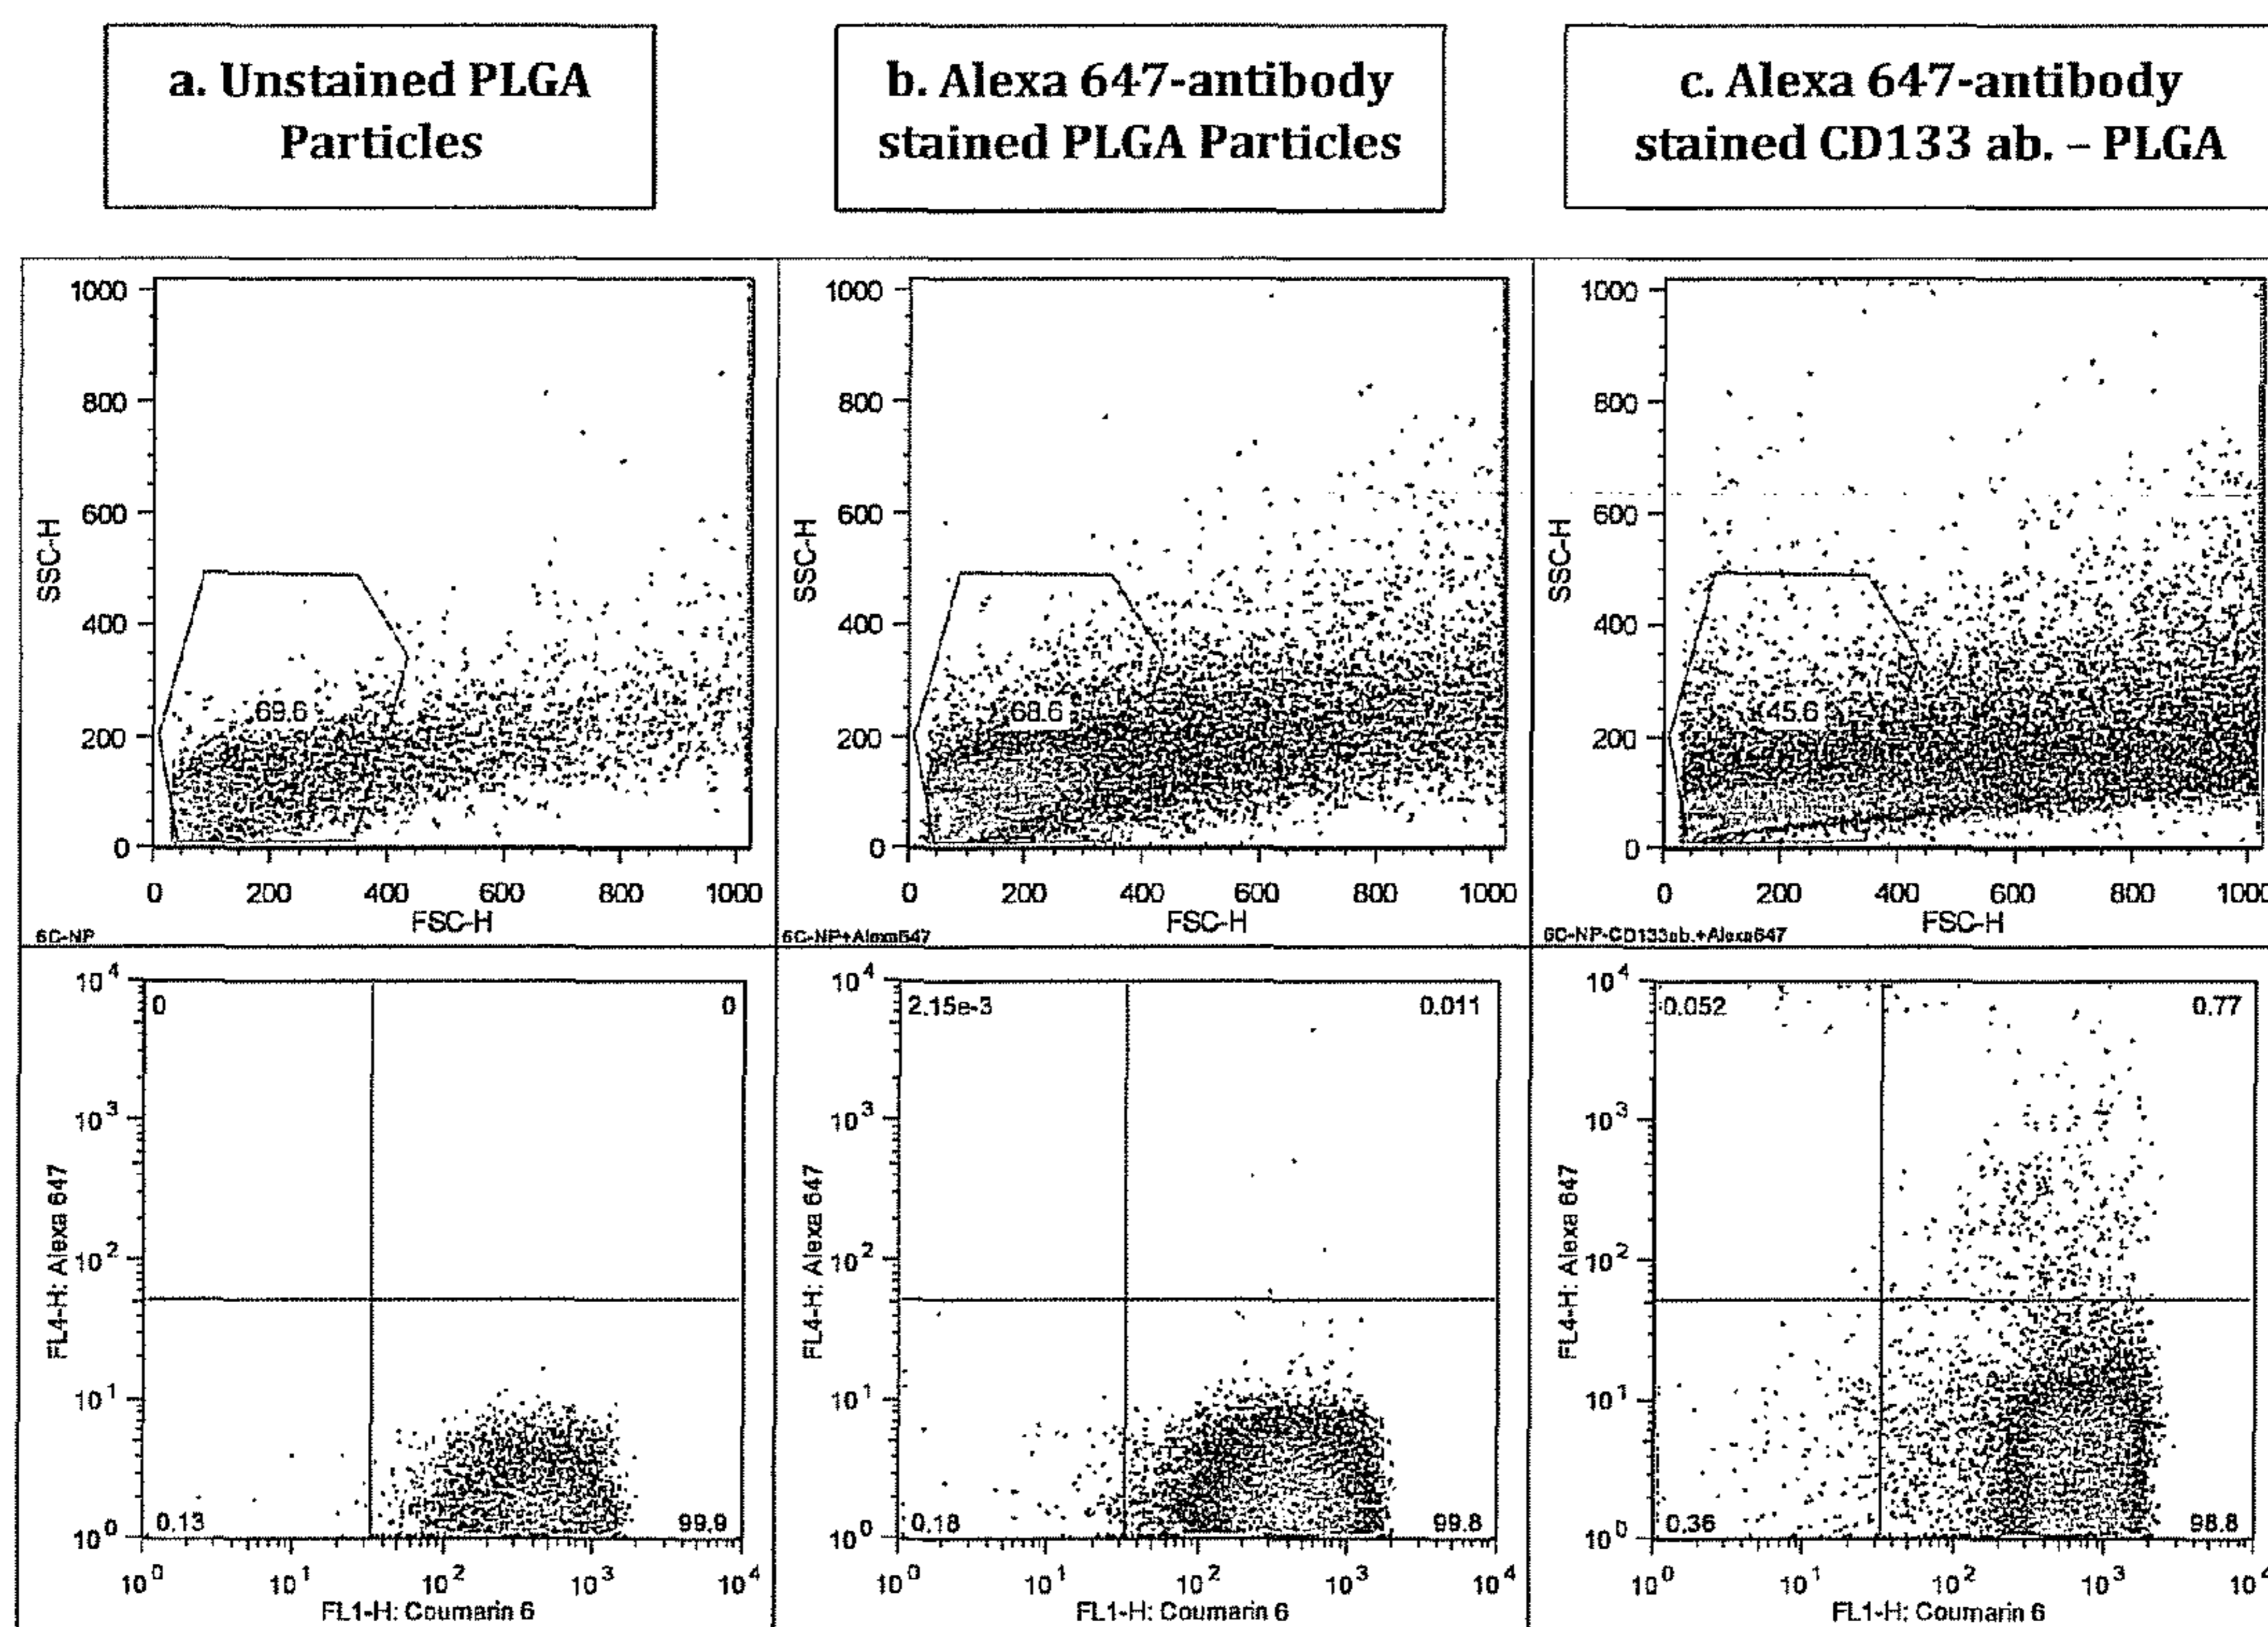 a. Unstained PLGA
Particles
b. Alexa 647-antibody
stained PLGA Particles
c. Alexa 647-antibody
stained CD133 ab. – PLGA
1000
800
600
400
200
0
SSC-H
69.6
0 200 400 600 800 1000
FSC-H
6C-NP
1000
800
600
400
200
0
SSC-H
68.6
0 200 400 600 800 1000
FSC-H
6C-NP+Alexa647
1000
800
600
400
200
0
SSC-H
45.6
0 200 400 600 800 1000
FSC-H
6C-NP-CD133ab.+Alexa647
10^4
10^3
10^2
10^1
10^0
FL4-H: Alexa 647
0 0
0.13 99.9
10^0 10^1 10^2 10^3 10^4
FL1-H: Coumarin 6
10^4
10^3
10^2
10^1
10^0
FL4-H: Alexa 647
2.15e-3 0.011
0.18 99.8
10^0 10^1 10^2 10^3 10^4
FL1-H: Coumarin 6
10^4
10^3
10^2
10^1
10^0
FL4-H: Alexa 647
0.052 0.77
0.36 98.8
10^0 10^1 10^2 10^3 10^4
FL1-H: Coumarin 6